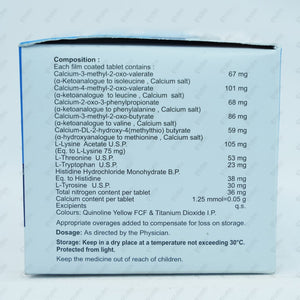 Composition :
Each film coated tablet contains :
Calcium-3-methyl-2-oxo-valerate 67 mg
(α-Ketoanalogue to isoleucine , Calcium salt)
Calcium-4-methyl-2-oxo-valerate 101 mg
(α-ketoanalogue to leucine , Calcium salt)
Calcium-2-oxo-3-phenylpropionate 68 mg
(α-ketoanalogue to phenylalanine , Calcium salt)
Calcium-3-methyl-2-oxo-butyrate 86 mg
(α-ketoanalogue to valine , Calcium salt)
Calcium-DL-2-hydroxy-4(methythio) butyrate 59 mg
(α-hydroxyanalogue to methionine , Calcium salt)
L-Lysine Acetate U.S.P. 105 mg
(Eq. to L-Lysine 75 mg)
L-Threonine U.S.P. 53 mg
L-Tryptophan U.S.P. 23 mg
Histidine Hydrochloride Monohydrate B.P.
Eq. to Histidine 38 mg
L-Tyrosine U.S.P. 30 mg
Total nitrogen content per tablet 36 mg
Calcium content per tablet 1.25 mmol=0.05 g
Excipients q.s.
Colours: Quinoline Yellow FCF & Titanium Dioxide I.P.
Appropriate overages added to compensate for loss on storage.
Dosage: As directed by the Physician.
Storage: Keep in a dry place at a temperature not exceeding 30°C.
Protected from light.
Keep the medicine out of reach of children.